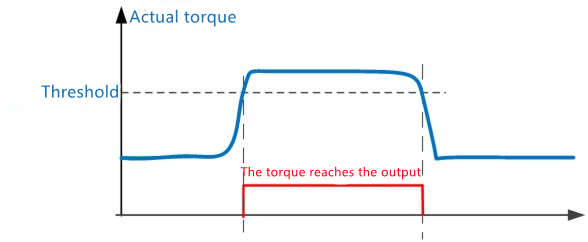 Actual torque
Threshold
The torque reaches the output